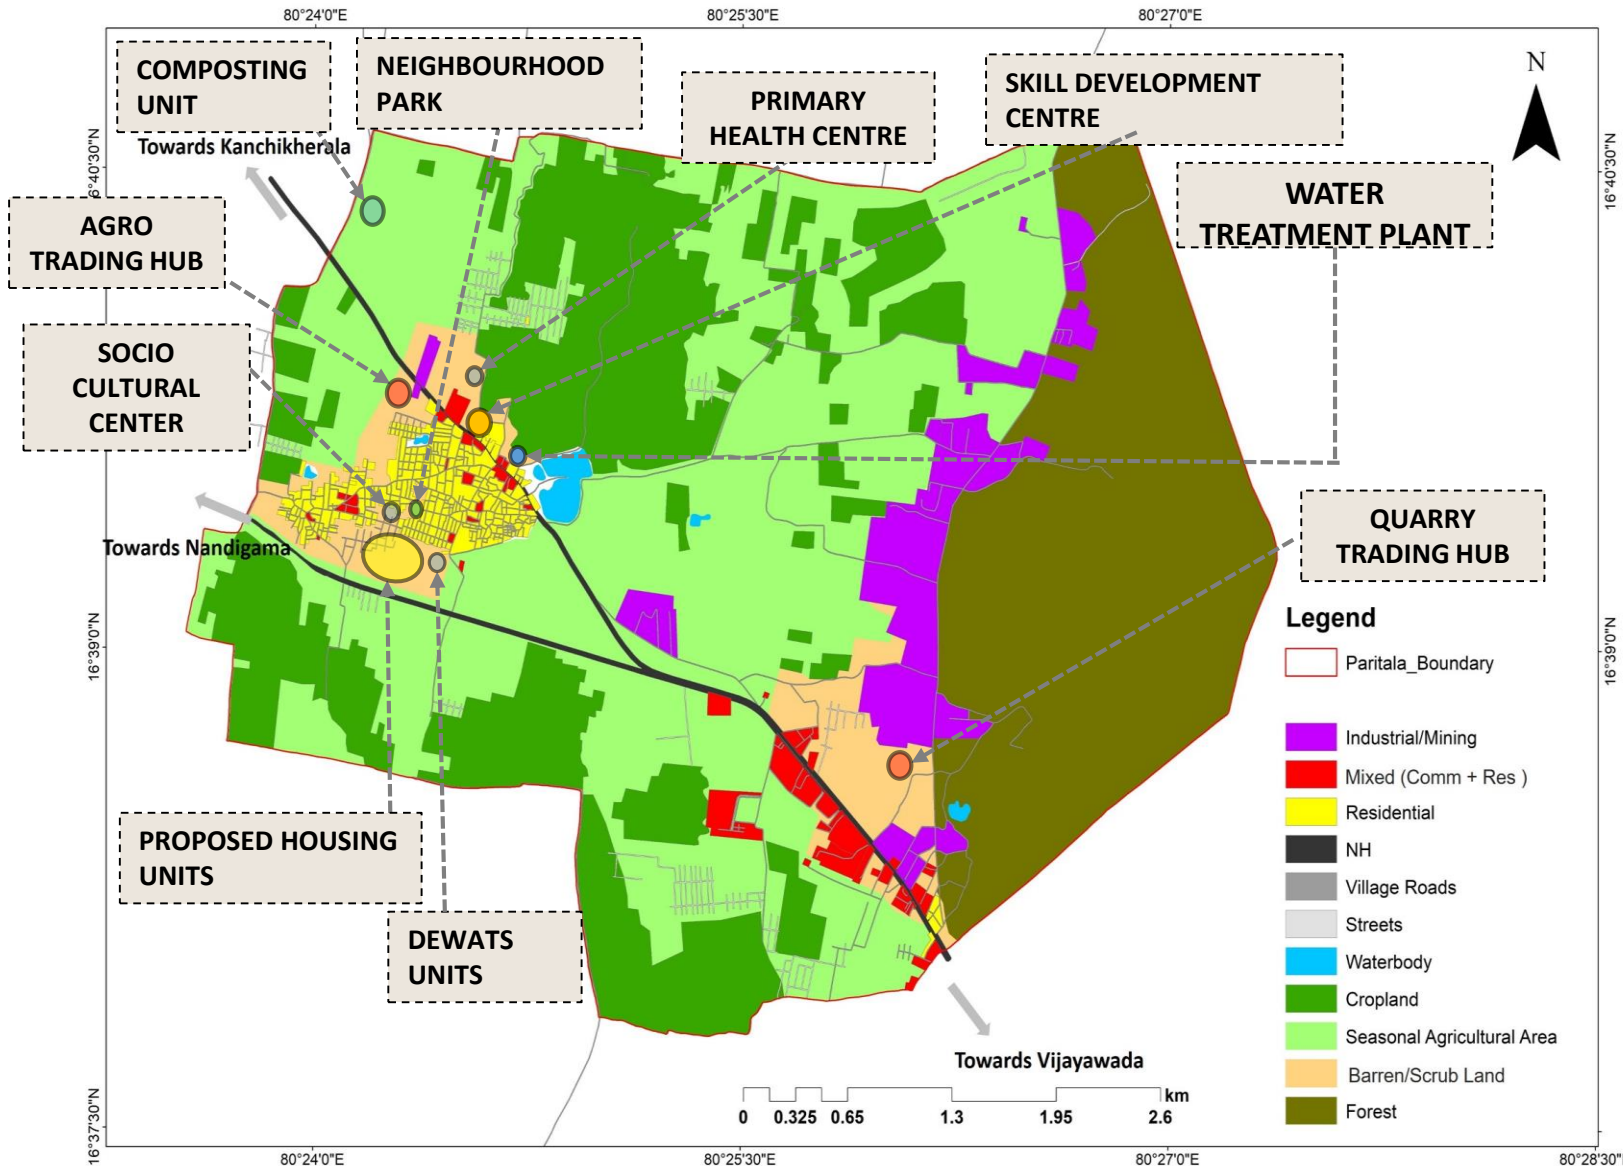 80°24'0"E
80°25'30"E
80°27'0"E
COMPOSTING
UNIT
NEIGHBOURHOOD
PARK
PRIMARY
HEALTH CENTRE
SKILL DEVELOPMENT
CENTRE
N
Towards Kanchikherala
6°40'30"N
16°40'30"N
WATER
TREATMENT PLANT
AGRO
TRADING HUB
SOCIO
CULTURAL
CENTER
Towards Nandigama
QUARRY
TRADING HUB
16°39'0"N
16°39'0"N
Legend
Paritala_Boundary
Industrial/Mining
Mixed (Comm + Res )
Residential
NH
Village Roads
Streets
Waterbody
Cropland
Seasonal Agricultural Area
Barren/Scrub Land
Forest
PROPOSED HOUSING
UNITS
DEWATS
UNITS
Towards Vijayawada
km
0 0.325 0.65 1.3 1.95 2.6
16°37'30"N
80°24'0"E
80°25'30"E
80°27'0"E
80°28'30"E